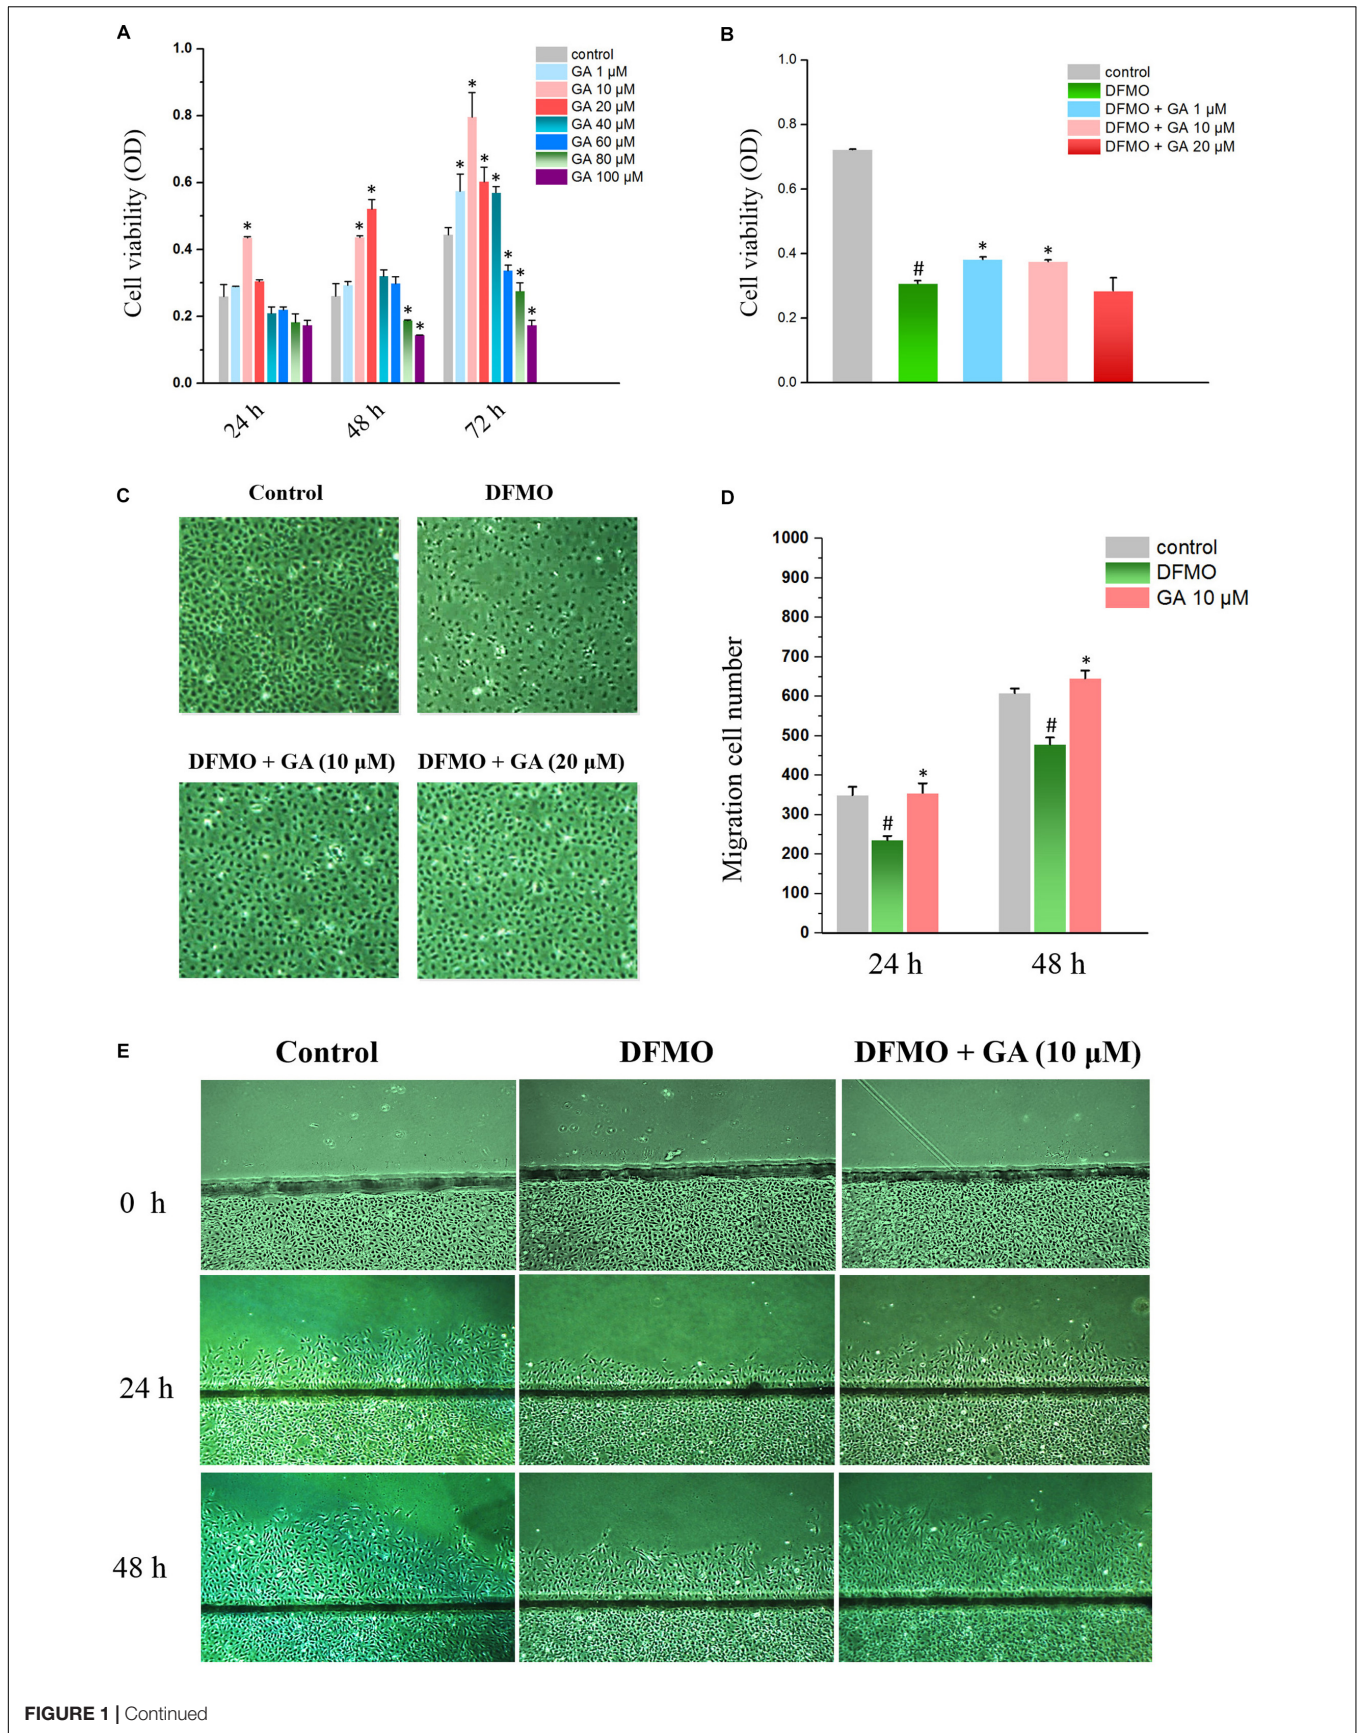 A
1.0
0.8
0.6
0.4
0.2
0.0
Cell viability (OD)
24 h
48 h
72 h
* * * * * * * * * * * *
control
GA 1 µM
GA 10 µM
GA 20 µM
GA 40 µM
GA 60 µM
GA 80 µM
GA 100 µM
B
1.0
0.8
0.6
0.4
0.2
0.0
Cell viability (OD)
# * *
control
DFMO
DFMO + GA 1 µM
DFMO + GA 10 µM
DFMO + GA 20 µM
C
Control
DFMO
DFMO + GA (10 µM)
DFMO + GA (20 µM)
D
1000
900
800
700
600
500
400
300
200
100
0
Migration cell number
# * # *
24 h
48 h
control
DFMO
GA 10 µM
E
Control
DFMO
DFMO + GA (10 µM)
0 h
24 h
48 h
FIGURE 1 | Continued